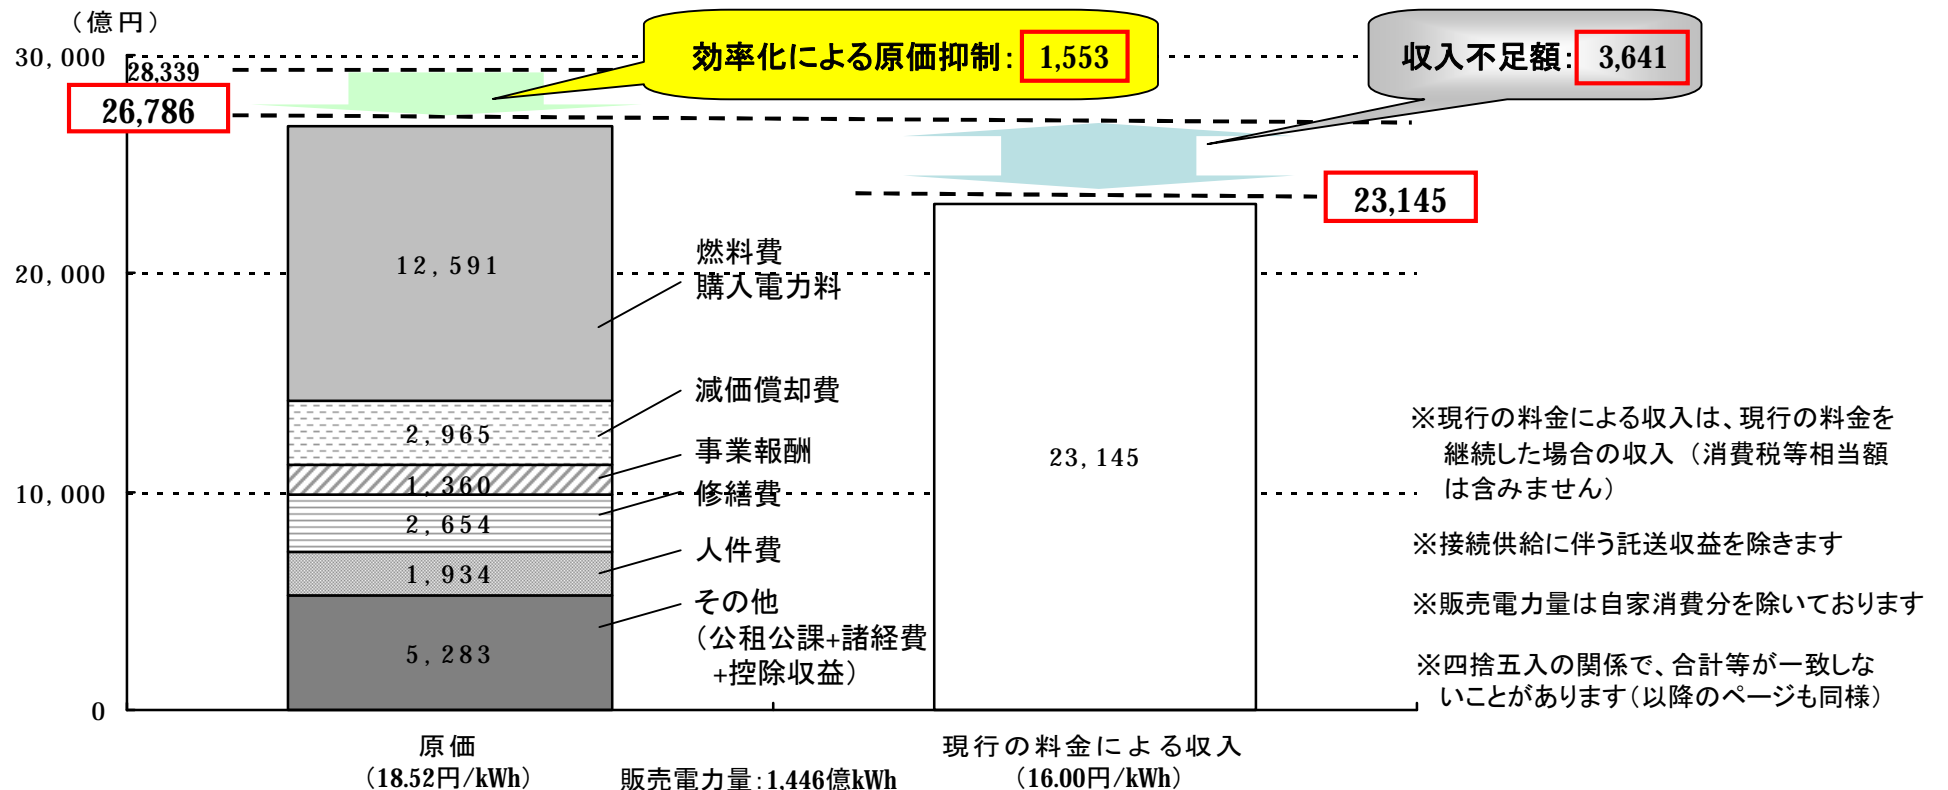 （億円）
30,000
28,339
26,786
効率化による原価抑制： 1,553
収入不足額： 3,641
23,145
20,000
10,000
0
12,591
2,965
1,360
2,654
1,934
5,283
燃料費
購入電力料
減価償却費
事業報酬
修繕費
人件費
その他
（公租公課+諸経費
+控除収益）
23,145
※現行の料金による収入は、現行の料金を
継続した場合の収入（消費税等相当額
は含みません）
※接続供給に伴う託送収益を除きます
※販売電力量は自家消費分を除いております
※四捨五入の関係で、合計等が一致しな
いことがあります（以降のページも同様）
原価
（18.52円/kWh）
販売電力量：1,446億kWh
現行の料金による収入
（16.00円/kWh）